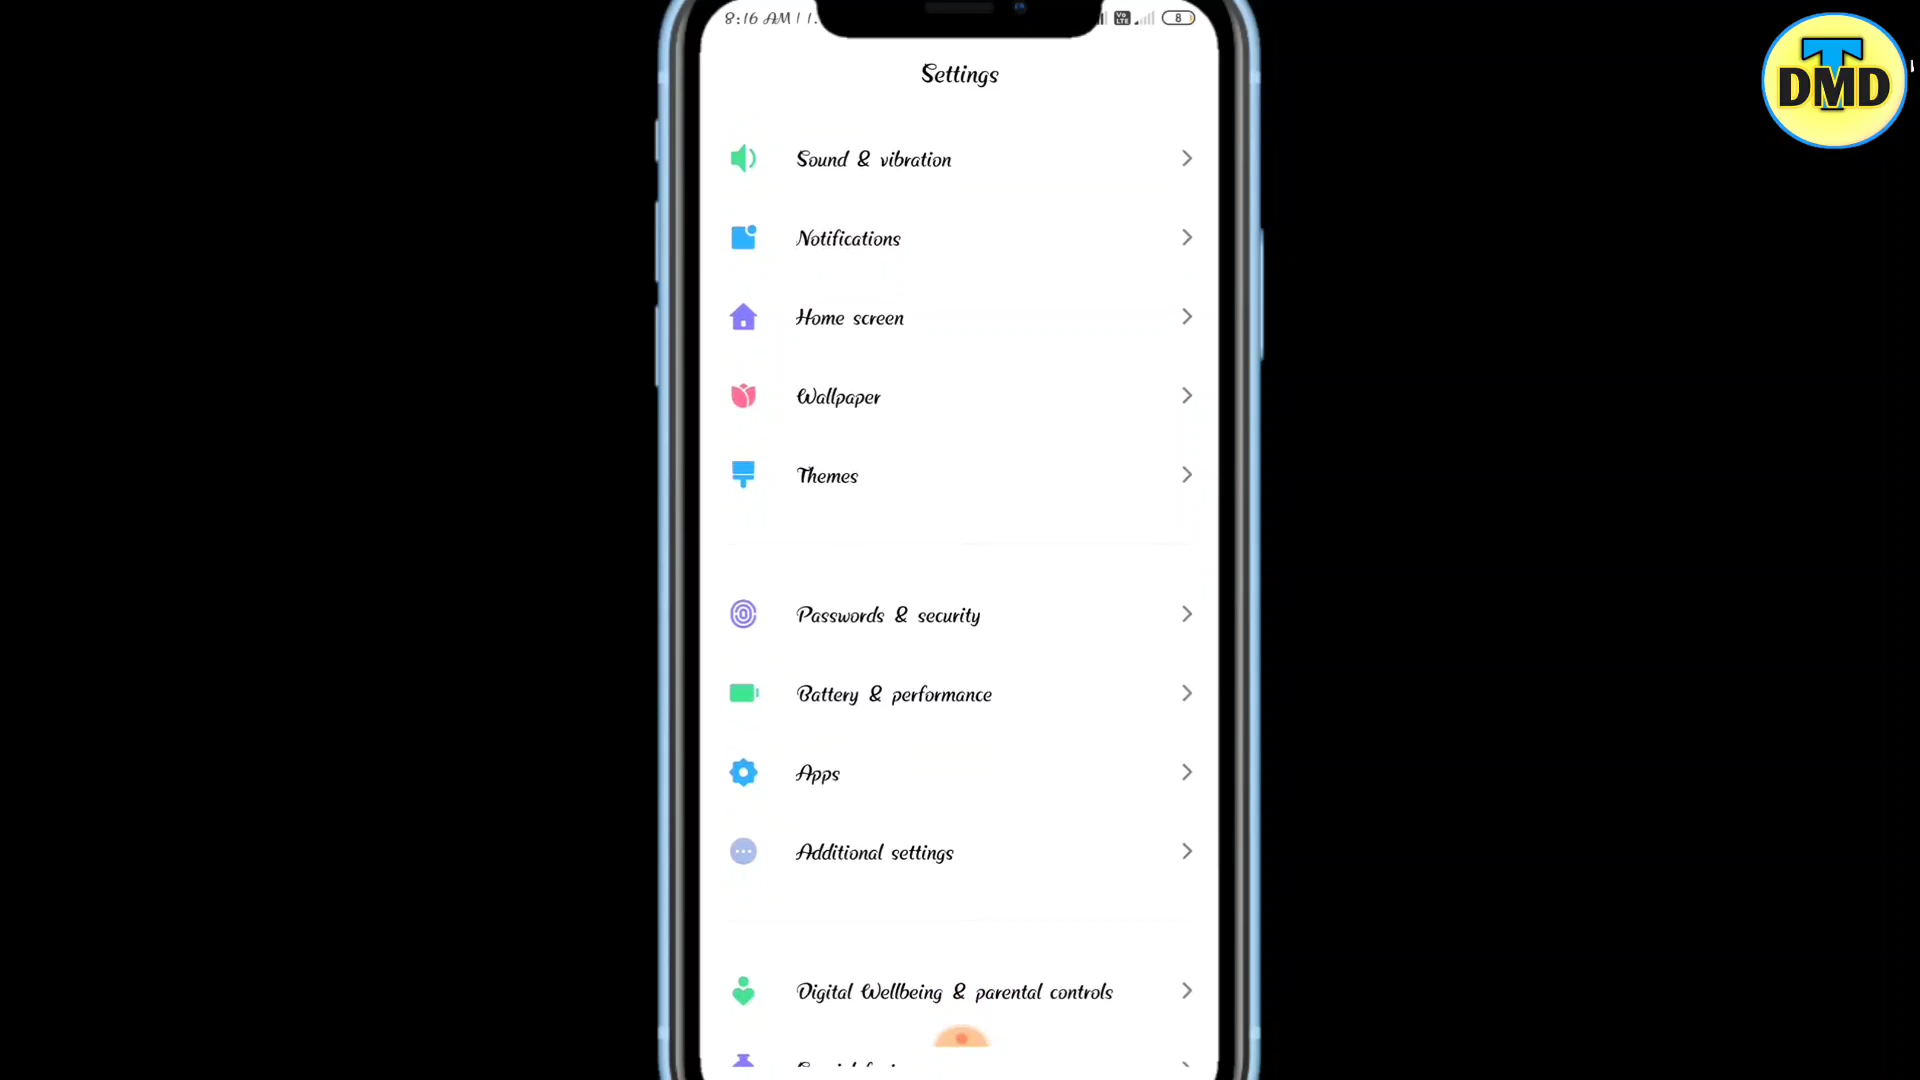 8:16 AM
8
Settings
Sound & vibration
Notifications
Home screen
Wallpaper
Themes
Passwords & security
Battery & performance
Apps
Additional settings
Digital Wellbeing & parental controls
T
DMD